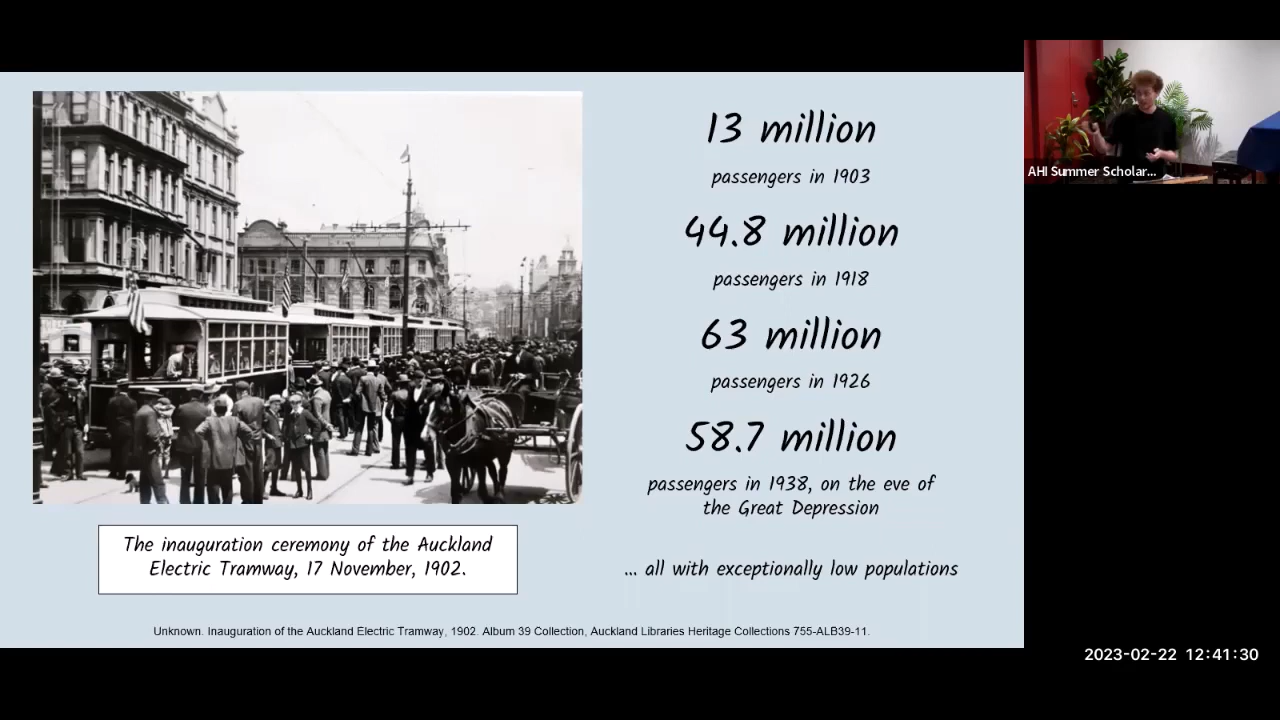 13 million
passengers in 1903
44.8 million
passengers in 1918
63 million
passengers in 1926
58.7 million
passengers in 1938, on the eve of
the Great Depression
... all with exceptionally low populations
The inauguration ceremony of the Auckland
Electric Tramway, 17 November, 1902.
Unknown. Inauguration of the Auckland Electric Tramway, 1902. Album 39 Collection, Auckland Libraries Heritage Collections 755-ALB39-11.
AHI Summer Scholar...
2023-02-22 12:41:30